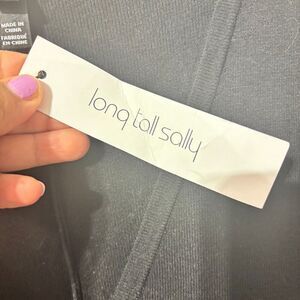 MADE IN
CHINA
FABRIQUÉ
EN CHINE
long tall sally